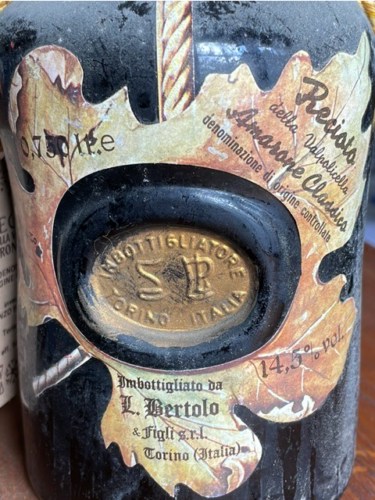 0,750 lt.e
Recioto
della Valpolicella
Amarone Classico
denominazione di origine controllata
IMBOTTIGLIATORE
TORINO ITALIA
14,5% vol.
Imbottigliato da
L. Bertolo
& Figli s.r.l.
Torino (Italia)